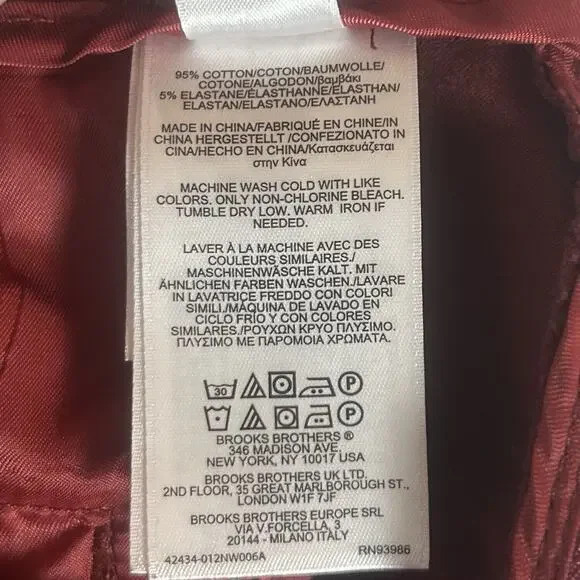 95% COTTON/COTON/BAUMWOLLE/
COTONE/ALGODON/βαμβάκι
5% ELASTANE/ÉLASTHANNE/ELASTHAN/
ELASTAN/ELASTANO/ΕΛΑΣΤΑΝΗ
MADE IN CHINA/FABRIQUÉ EN CHINE/IN
CHINA HERGESTELLT /CONFEZIONATO IN
CINA/HECHO EN CHINA/Κατασκευάζεται
στην Κίνα
MACHINE WASH COLD WITH LIKE
COLORS. ONLY NON-CHLORINE BLEACH.
TUMBLE DRY LOW. WARM IRON IF
NEEDED.
LAVER À LA MACHINE AVEC DES
COULEURS SIMILAIRES./
MASCHINENWÄSCHE KALT. MIT
ÄHNLICHEN FARBEN WASCHEN./LAVARE
IN LAVATRICE FREDDO CON COLORI
SIMILI./MÁQUINA DE LAVADO EN
CICLO FRÍO Y CON COLORES
SIMILARES./ΡΟΥΧΩΝ ΚΡΥΟ ΠΛΥΣΙΜΟ.
ΠΛΥΣΙΜΟ ΜΕ ΠΑΡΟΜΟΙΑ ΧΡΩΜΑΤΑ.
30 P
P
BROOKS BROTHERS ®
346 MADISON AVE.
NEW YORK, NY 10017 USA
BROOKS BROTHERS UK LTD.
2ND FLOOR, 35 GREAT MARLBOROUGH ST.,
LONDON W1F 7JF
BROOKS BROTHERS EUROPE SRL
VIA V.FORCELLA, 3
20144 - MILANO ITALY
42434-012NW006A RN93986